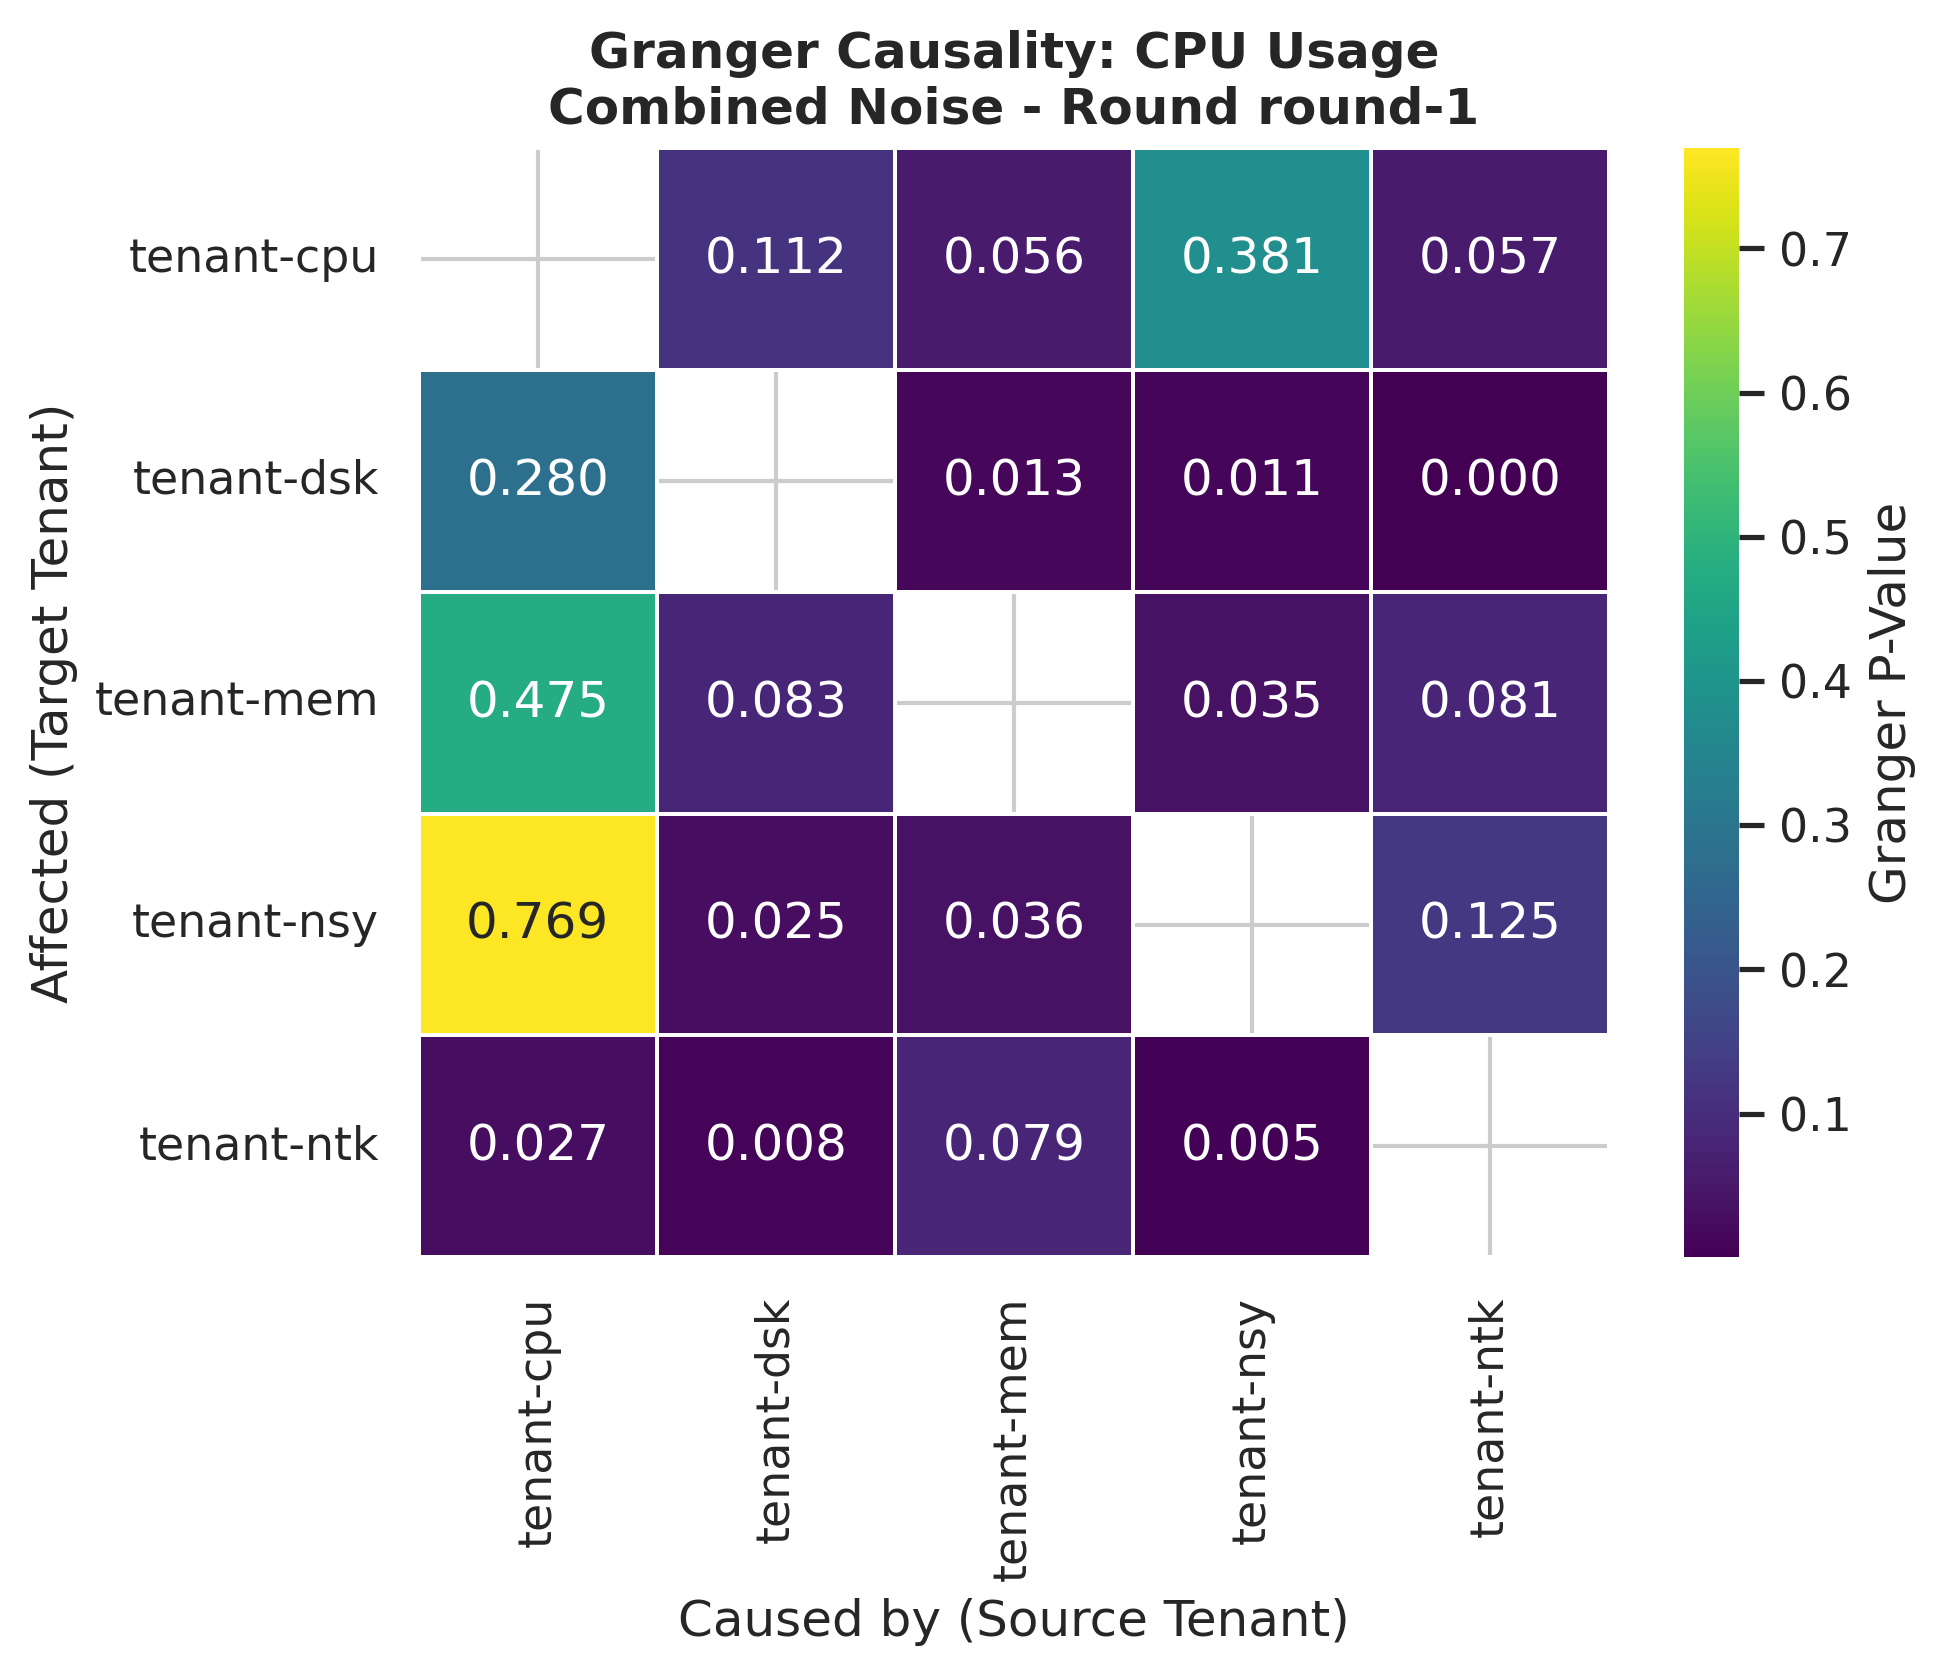 Granger Causality: CPU Usage
Combined Noise - Round round-1
Affected (Target Tenant)
tenant-cpu
0.112 0.056 0.381 0.057
tenant-dsk
0.280 0.013 0.011 0.000
tenant-mem
0.475 0.083 0.035 0.081
tenant-nsy
0.769 0.025 0.036 0.125
tenant-ntk
0.027 0.008 0.079 0.005
tenant-cpu
tenant-dsk
tenant-mem
tenant-nsy
tenant-ntk
Caused by (Source Tenant)
0.7
0.6
0.5
0.4
0.3
0.2
0.1
Granger P-Value